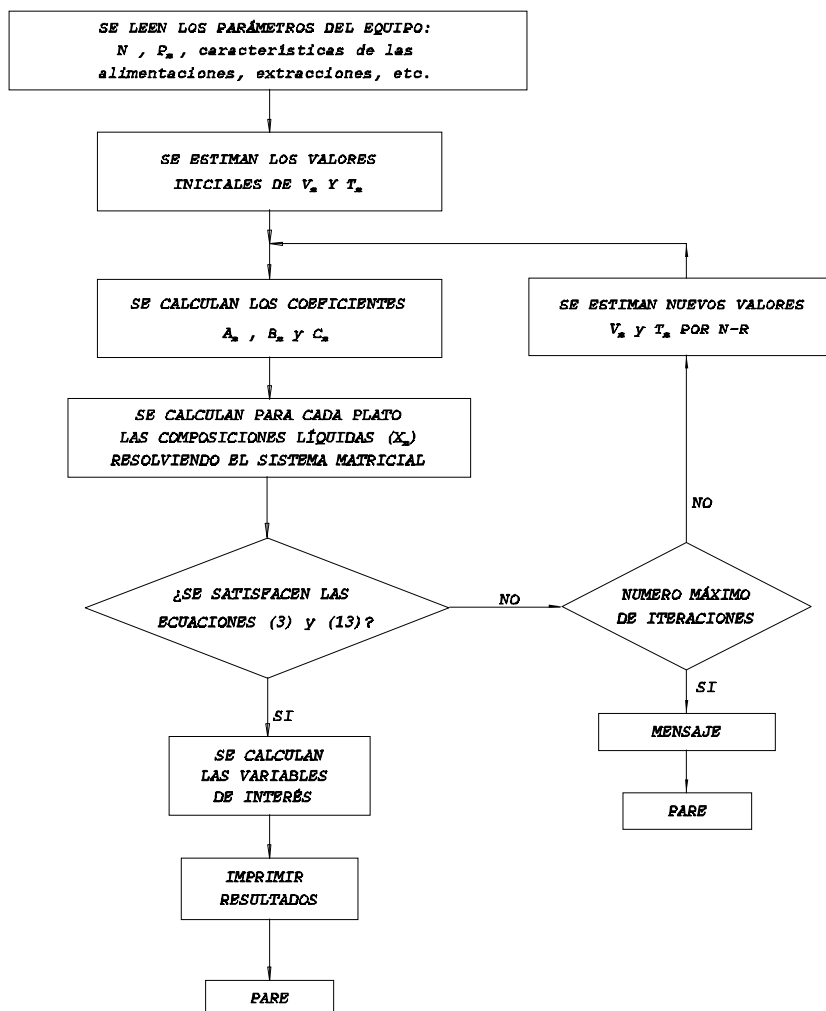 SE LEEN LOS PARÁMETROS DEL EQUIPO:
N , Pn , características de las
alimentaciones, extracciones, etc.
SE ESTIMAN LOS VALORES
INICIALES DE Vn Y Tn
SE CALCULAN LOS COEFICIENTES
An , Bn y Cn
SE ESTIMAN NUEVOS VALORES
Vn y Tn POR N-R
SE CALCULAN PARA CADA PLATO
LAS COMPOSICIONES LÍQUIDAS (Xn)
RESOLVIENDO EL SISTEMA MATRICIAL
NO
¿SE SATISFACEN LAS
ECUACIONES (3) y (13)?
NO
NUMERO MÁXIMO
DE ITERACIONES
SI
SI
MENSAJE
SE CALCULAN
LAS VARIABLES
DE INTERÉS
PARE
IMPRIMIR
RESULTADOS
PARE